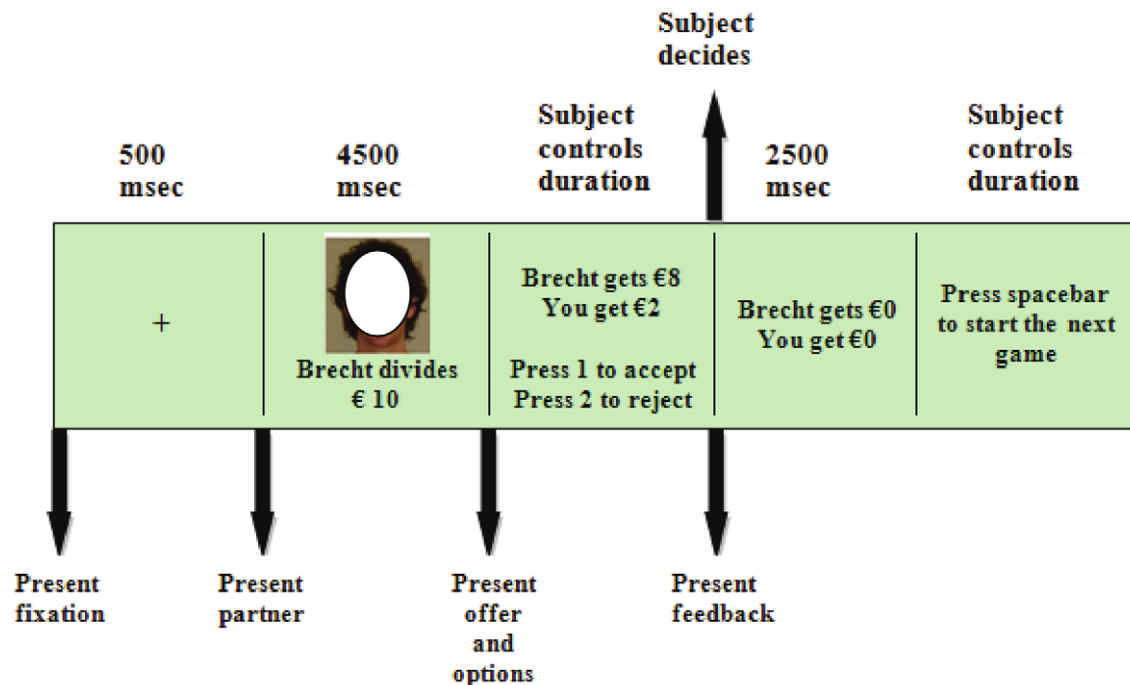 Subject
decides
500
msec
4500
msec
Subject
controls
duration
2500
msec
Subject
controls
duration
+
Brecht divides
€ 10
Brecht gets €8
You get €2
Press 1 to accept
Press 2 to reject
Brecht gets €0
You get €0
Press spacebar
to start the next
game
Present
fixation
Present
partner
Present
offer
and
options
Present
feedback